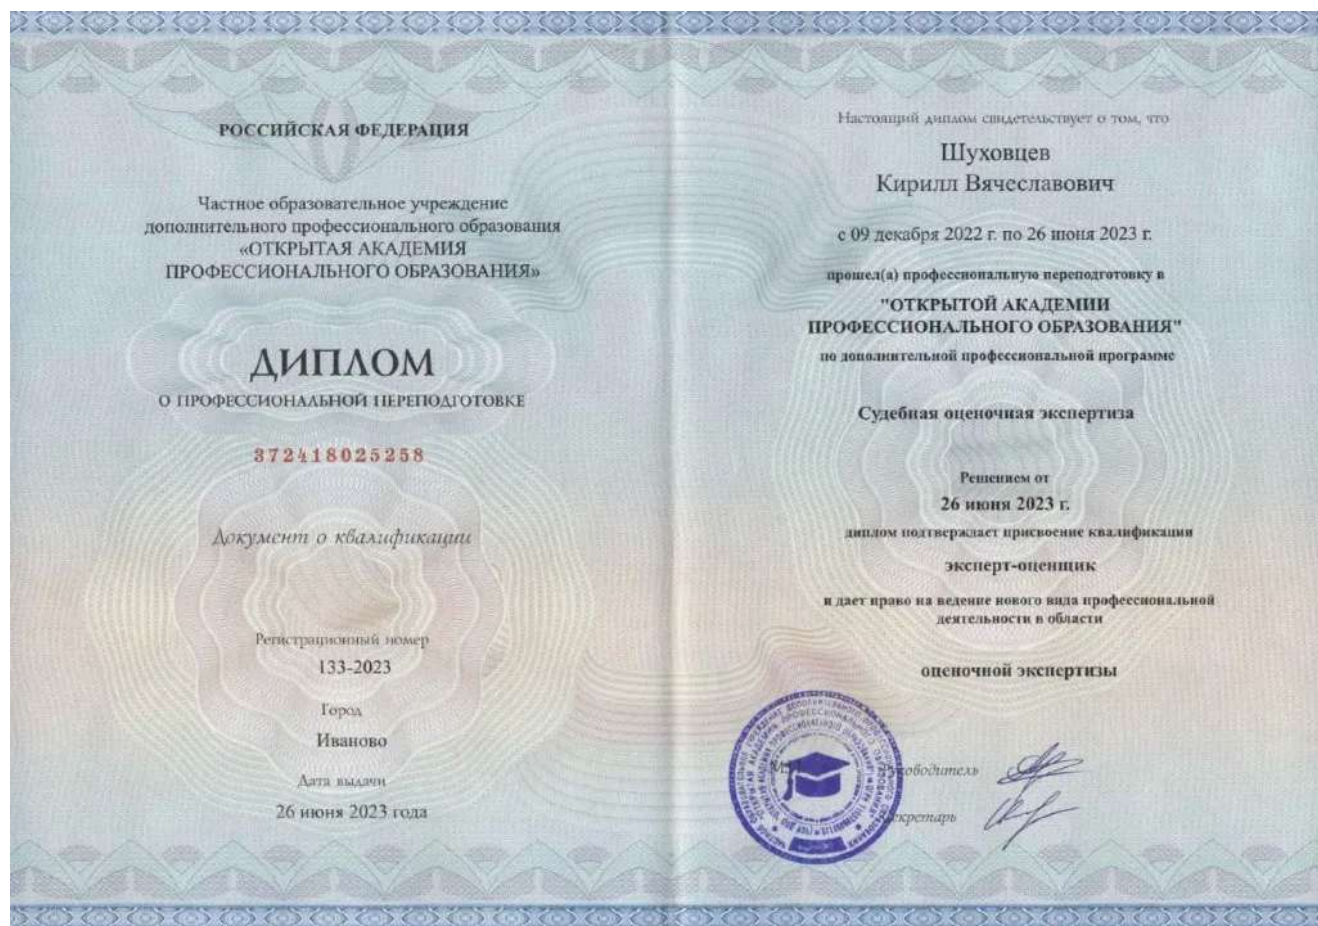 РОССИЙСКАЯ ФЕДЕРАЦИЯ
Частное образовательное учреждение
дополнительного профессионального образования
«ОТКРЫТАЯ АКАДЕМИЯ
ПРОФЕССИОНАЛЬНОГО ОБРАЗОВАНИЯ»
ДИПЛОМ
О ПРОФЕССИОНАЛЬНОЙ ПЕРЕПОДГОТОВКЕ
372418025258
Документ о квалификации
Регистрационный номер
133-2023
Город
Иваново
Дата выдачи
26 июня 2023 года
Настоящий диплом свидетельствует о том, что
Шуховцев
Кирилл Вячеславович
с 09 декабря 2022 г. по 26 июня 2023 г.
прошел(а) профессиональную переподготовку в
"ОТКРЫТОЙ АКАДЕМИИ
ПРОФЕССИОНАЛЬНОГО ОБРАЗОВАНИЯ"
по дополнительной профессиональной программе
Судебная оценочная экспертиза
Решением от
26 июня 2023 г.
диплом подтверждает присвоение квалификации
эксперт-оценщик
и дает право на ведение нового вида профессиональной
деятельности в области
оценочной экспертизы
Руководитель
Секретарь